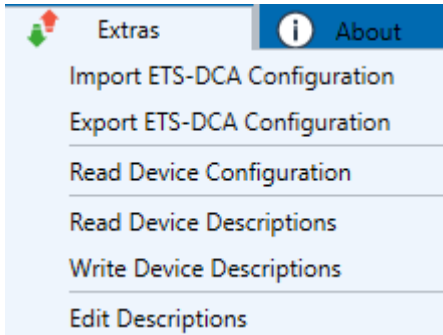 Extras
About
Import ETS-DCA Configuration
Export ETS-DCA Configuration
Read Device Configuration
Read Device Descriptions
Write Device Descriptions
Edit Descriptions